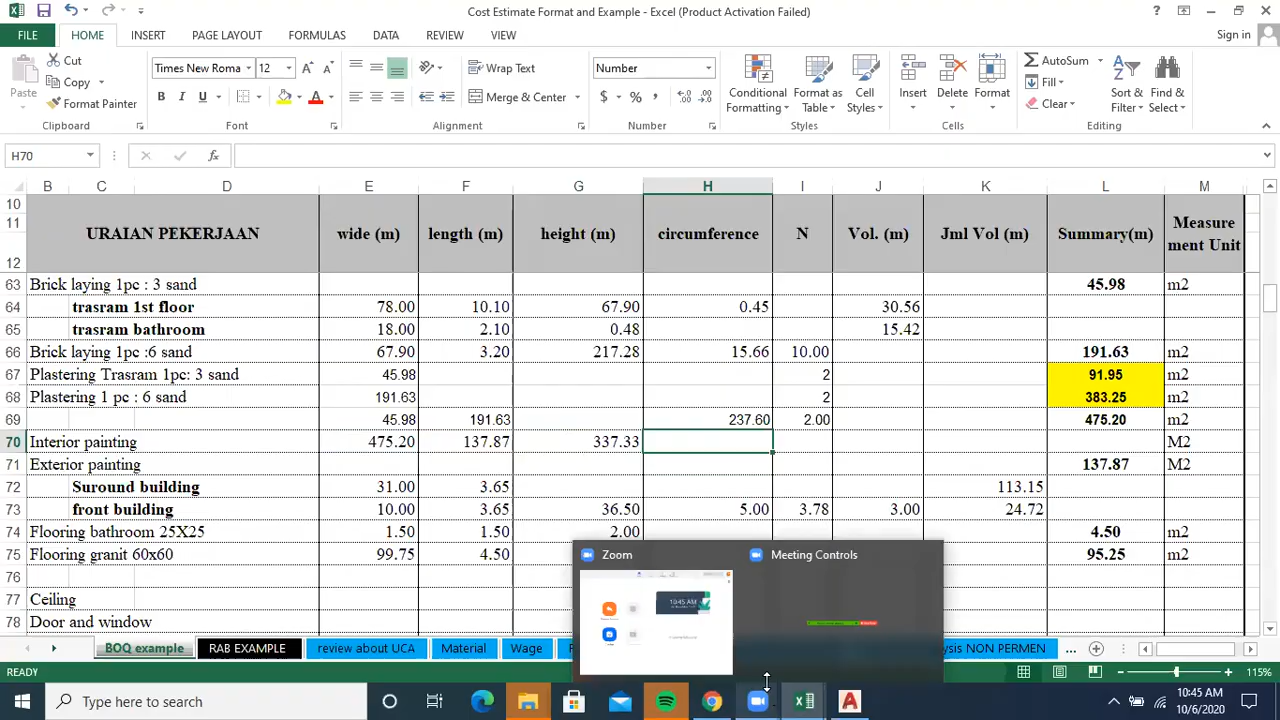 Cost Estimate Format and Example - Excel (Product Activation Failed)
FILE HOME INSERT PAGE LAYOUT FORMULAS DATA REVIEW VIEW Sign in
Cut
Copy
Format Painter
Paste
Clipboard
Times New Roma 12
B I U
Font
Wrap Text
Merge & Center
Alignment
Number
$ % ,
Number
Conditional Formatting
Format as Table
Cell Styles
Styles
Insert Delete Format
Cells
AutoSum
Fill
Clear
Sort & Filter
Find & Select
Editing
H70
B C D E F G H I J K L M
10
11
12
URAIAN PEKERJAAN wide (m) length (m) height (m) circumference N Vol. (m) Jml Vol (m) Summary(m) Measure ment Unit
63 Brick laying 1pc : 3 sand 45.98 m2
64 trasram 1st floor 78.00 10.10 67.90 0.45 30.56
65 trasram bathroom 18.00 2.10 0.48 15.42
66 Brick laying 1pc :6 sand 67.90 3.20 217.28 15.66 10.00 191.63 m2
67 Plastering Trasram 1pc: 3 sand 45.98 2 91.95 m2
68 Plastering 1 pc : 6 sand 191.63 2 383.25 m2
69 45.98 191.63 237.60 2.00 475.20 m2
70 Interior painting 475.20 137.87 337.33 M2
71 Exterior painting 137.87 M2
72 Suround building 31.00 3.65 113.15
73 front building 10.00 3.65 36.50 5.00 3.78 3.00 24.72
74 Flooring bathroom 25X25 1.50 1.50 2.00 4.50 m2
75 Flooring granit 60x60 99.75 4.50 95.25 m2
76
77 Ceiling
78 Door and window
Zoom Meeting Controls
10:45 AM
BOQ example RAB EXAMPLE review about UCA Material Wage ysis NON PERMEN ...
READY 115%
Type here to search
10:45 AM
10/6/2020